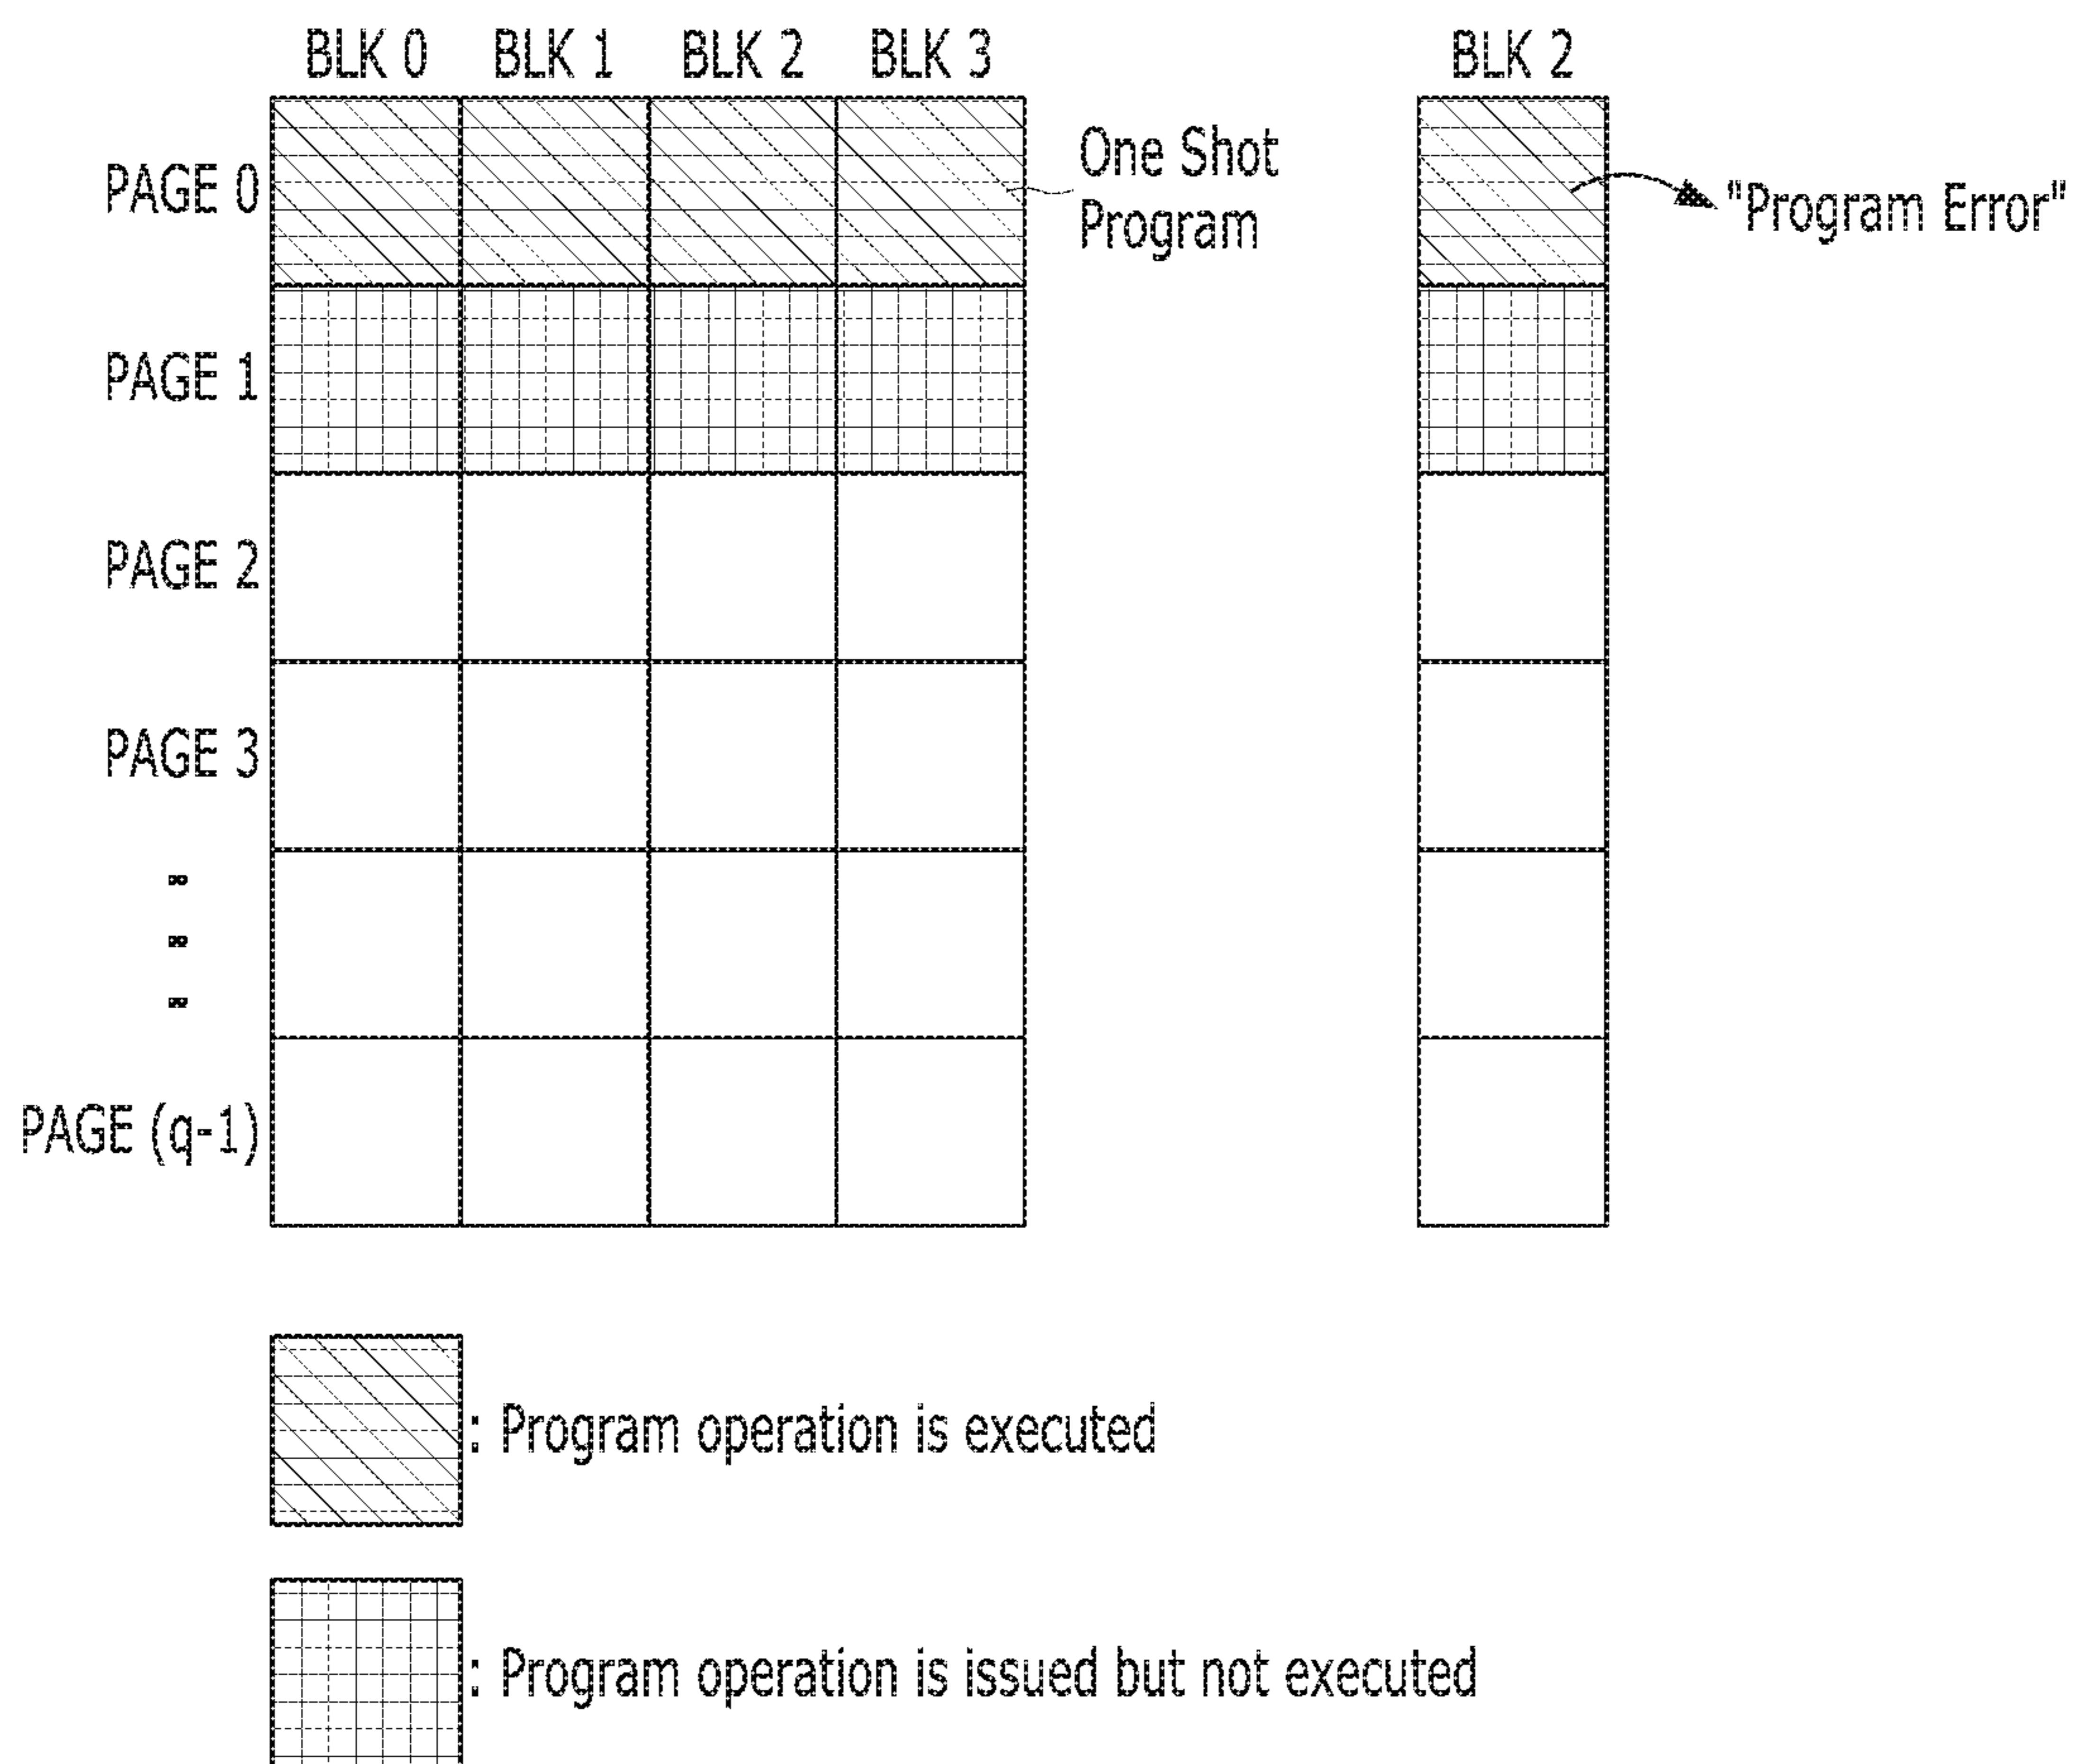 BLK 0 BLK 1 BLK 2 BLK 3 BLK 2
One Shot
Program
PAGE 0
"Program Error"
PAGE 1
PAGE 2
PAGE 3
PAGE (q-1)
: Program operation is executed
: Program operation is issued but not executed